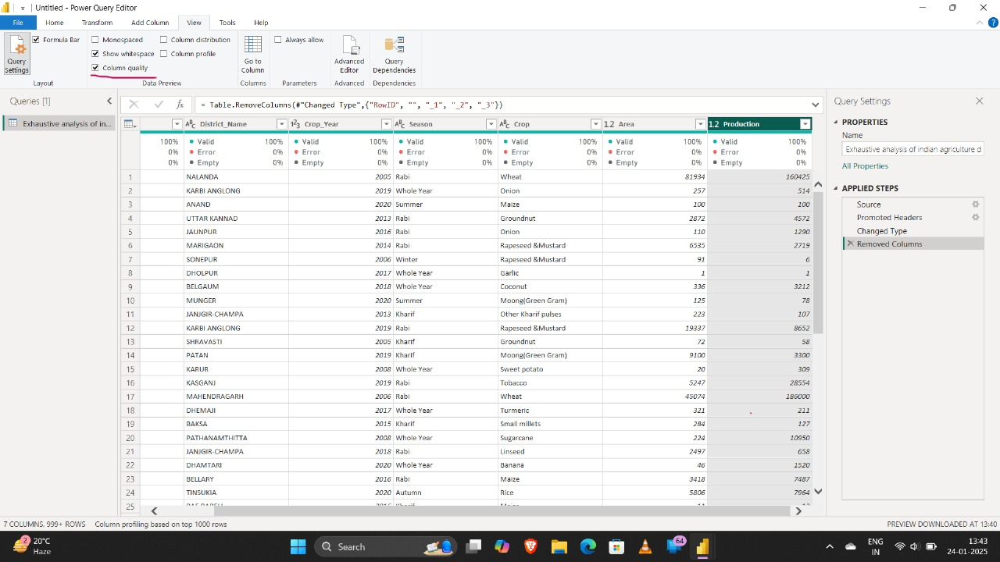 Untitled - Power Query Editor
File Home Transform Add Column View Tools Help
Query Settings
Formula Bar
Layout
Monospaced
Show whitespace
Column quality
Column distribution
Column profile
Data Preview
Go to Column
Columns
Always allow
Parameters
Advanced Editor
Advanced
Query Dependencies
Dependencies
Queries [1]
Exhaustive analysis of in...
fx = Table.RemoveColumns(#"Changed Type",{"RowID", "", "_1", "_2", "_3"})
ABC District_Name 123 Crop_Year ABC Season ABC Crop 1.2 Area 1.2 Production
100% Valid 100% Valid 100% Valid 100% Valid 100% Valid 100% Valid 100%
0% Error 0% Error 0% Error 0% Error 0% Error 0% Error 0%
0% Empty 0% Empty 0% Empty 0% Empty 0% Empty 0% Empty 0%
1 NALANDA 2005 Rabi Wheat 81934 160425
2 KARBI ANGLONG 2019 Whole Year Onion 257 514
3 ANAND 2020 Summer Maize 100 100
4 UTTAR KANNAD 2013 Rabi Groundnut 2872 4572
5 JAUNPUR 2016 Rabi Onion 110 1290
6 MARIGAON 2014 Rabi Rapeseed &Mustard 6535 2719
7 SONEPUR 2006 Winter Rapeseed &Mustard 91 6
8 DHOLPUR 2017 Whole Year Garlic 1 1
9 BELGAUM 2018 Whole Year Coconut 336 3212
10 MUNGER 2020 Summer Moong(Green Gram) 125 78
11 JANJGIR-CHAMPA 2013 Kharif Other Kharif pulses 223 107
12 KARBI ANGLONG 2019 Rabi Rapeseed &Mustard 19337 8652
13 SHRAVASTI 2005 Kharif Groundnut 72 58
14 PATAN 2019 Kharif Moong(Green Gram) 9100 3300
15 KARUR 2008 Whole Year Sweet potato 20 309
16 KASGANJ 2019 Rabi Tobacco 5247 28554
17 MAHENDRAGARH 2006 Rabi Wheat 45074 186000
18 DHEMAJI 2017 Whole Year Turmeric 321 211
19 BAKSA 2015 Kharif Small millets 284 127
20 PATHANAMTHITTA 2008 Whole Year Sugarcane 224 10950
21 JANJGIR-CHAMPA 2018 Rabi Linseed 2497 658
22 DHAMTARI 2020 Whole Year Banana 46 1520
23 BELLARY 2016 Rabi Maize 3418 7487
24 TINSUKIA 2020 Autumn Rice 5806 7964
25
Query Settings
PROPERTIES
Name
Exhaustive analysis of indian agriculture d
All Properties
APPLIED STEPS
Source
Promoted Headers
Changed Type
Removed Columns
7 COLUMNS, 999+ ROWS Column profiling based on top 1000 rows PREVIEW DOWNLOADED AT 13:40
2
20°C
Haze
Search
64
ENG
IN
13:43
24-01-2025